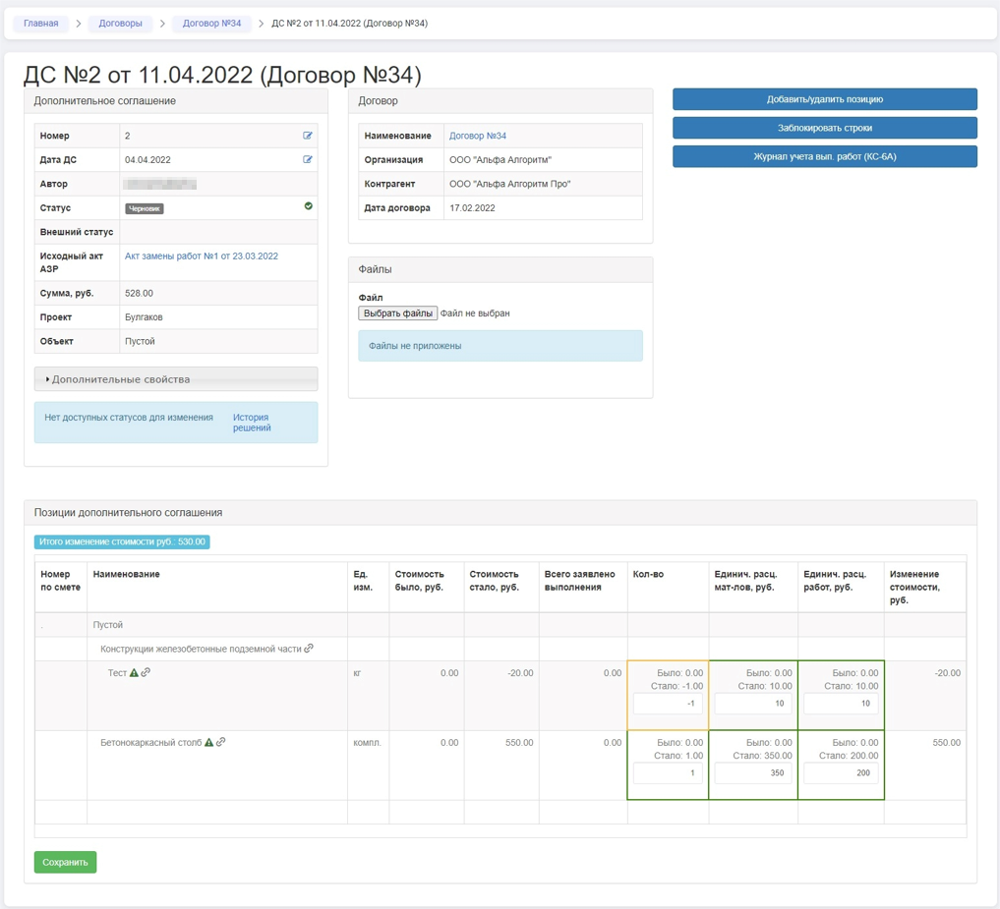 Главная
Договоры
Договор №34
ДС №2 от 11.04.2022 (Договор №34)
ДС №2 от 11.04.2022 (Договор №34)
Дополнительное соглашение
Номер 2
Дата ДС 04.04.2022
Автор
Статус Черновик
Внешний статус
Исходный акт АЗР Акт замены работ №1 от 23.03.2022
Сумма, руб. 528.00
Проект Булгаков
Объект Пустой
Дополнительные свойства
Нет доступных статусов для изменения История решений
Договор
Наименование Договор №34
Организация ООО "Альфа Алгоритм"
Контрагент ООО "Альфа Алгоритм Про"
Дата договора 17.02.2022
Файлы
Файл
Выбрать файлы Файл не выбран
Файлы не приложены
Добавить/удалить позицию
Заблокировать строки
Журнал учета вып. работ (КС-6А)
Позиции дополнительного соглашения
Итого изменение стоимости руб.: 530.00
Номер по смете Наименование Ед. изм. Стоимость было, руб. Стоимость стало, руб. Всего заявлено выполнения Кол-во Единич. расц. мат-лов, руб. Единич. расц. работ, руб. Изменение стоимости, руб.
. Пустой
Конструкции железобетонные подземной части
Тест кг 0.00 -20.00 0.00 Было: 0.00 Было: 0.00 Было: 0.00 -20.00
Стало: -1.00 Стало: 10.00 Стало: 10.00
-1 10 10
Бетонокаркасный столб компл. 0.00 550.00 0.00 Было: 0.00 Было: 0.00 Было: 0.00 550.00
Стало: 1.00 Стало: 350.00 Стало: 200.00
1 350 200
Сохранить